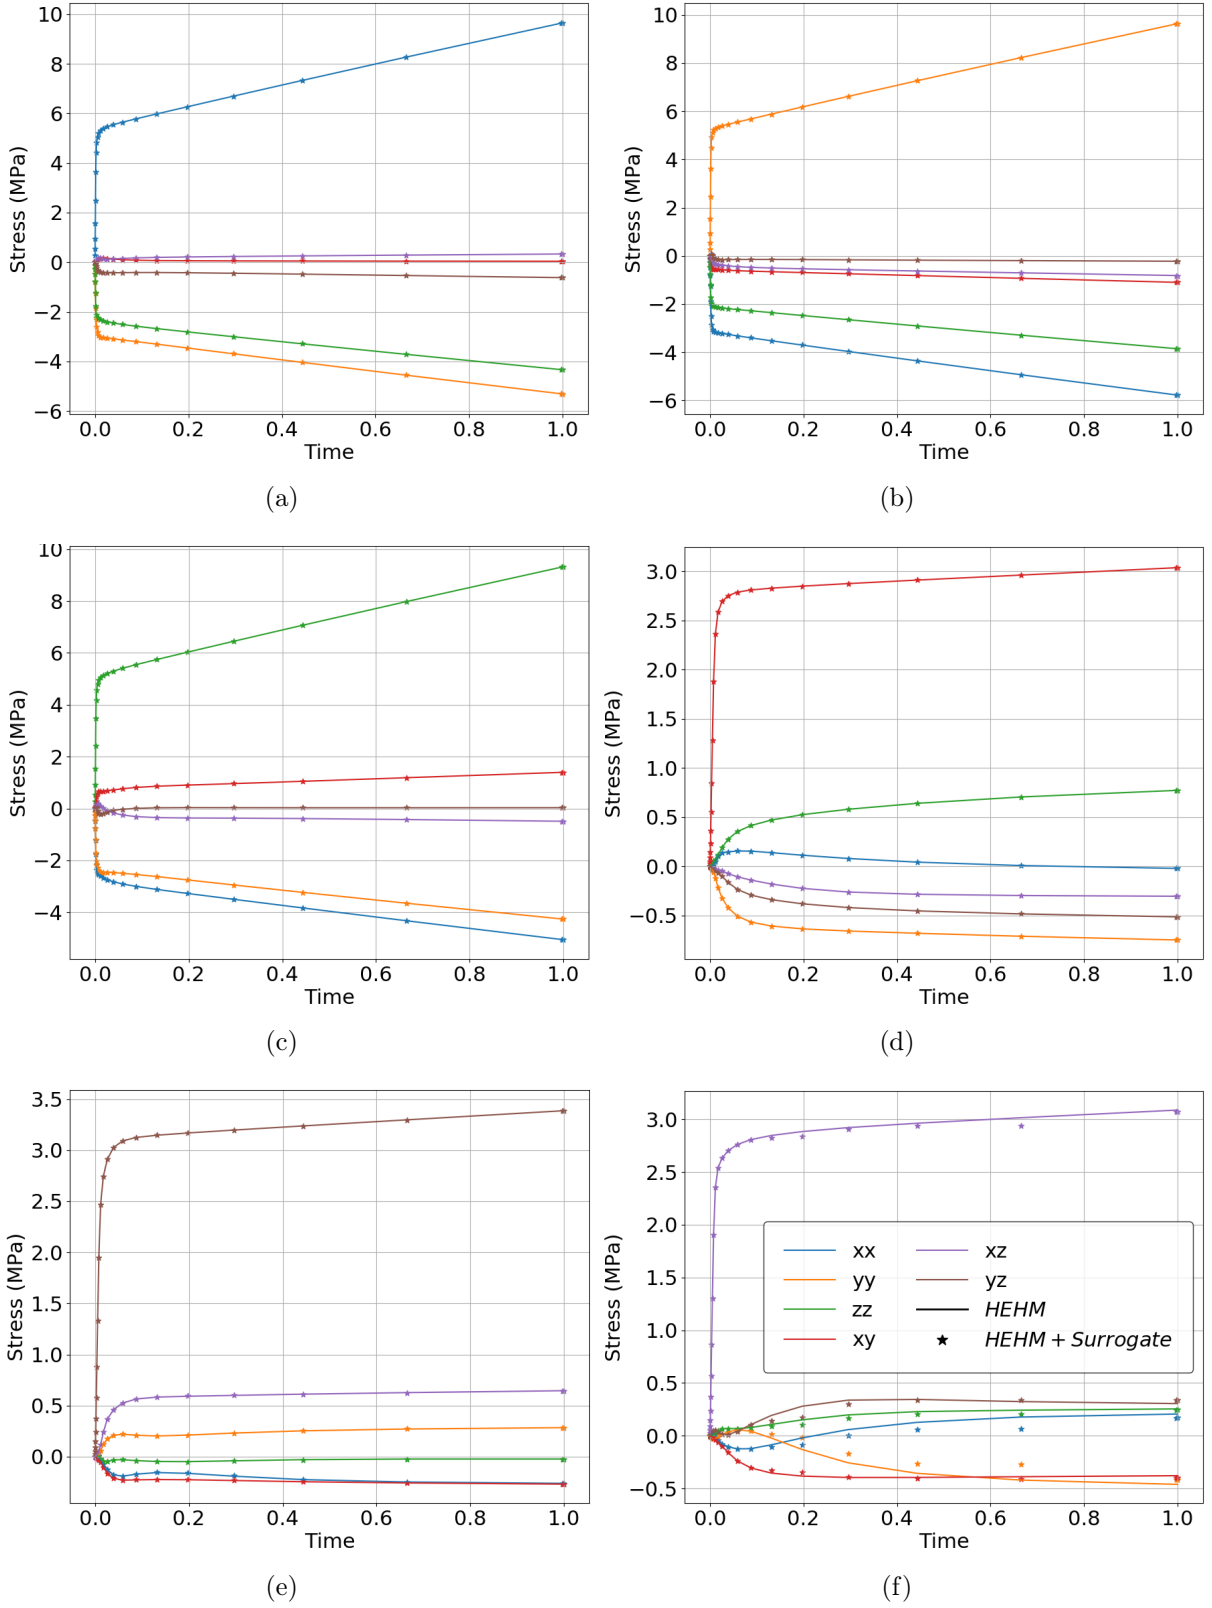 10
8
6
4
2
0
−2
−4
−6
Stress (MPa)
0.0 0.2 0.4 0.6 0.8 1.0
Time
(a)
10
8
6
4
2
0
−2
−4
−6
Stress (MPa)
0.0 0.2 0.4 0.6 0.8 1.0
Time
(b)
10
8
6
4
2
0
−2
−4
Stress (MPa)
0.0 0.2 0.4 0.6 0.8 1.0
Time
(c)
3.0
2.5
2.0
1.5
1.0
0.5
0.0
−0.5
Stress (MPa)
0.0 0.2 0.4 0.6 0.8 1.0
Time
(d)
3.5
3.0
2.5
2.0
1.5
1.0
0.5
0.0
Stress (MPa)
0.0 0.2 0.4 0.6 0.8 1.0
Time
(e)
3.0
2.5
2.0
1.5
1.0
0.5
0.0
−0.5
Stress (MPa)
xx
yy
zz
xy
xz
yz
HEHM
HEHM + Surrogate
0.0 0.2 0.4 0.6 0.8 1.0
Time
(f)